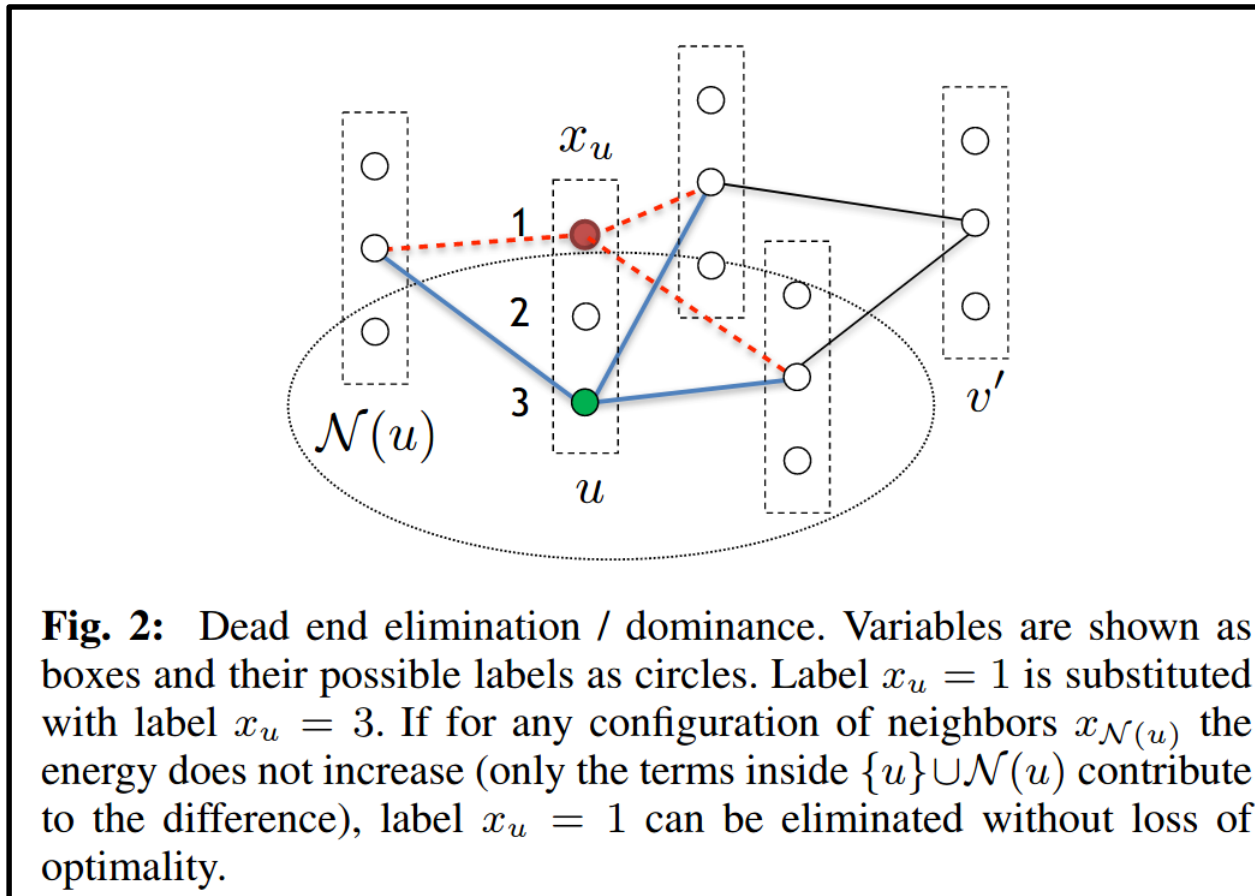 x_u
1
2
3
N(u)
u
v′
Fig. 2: Dead end elimination / dominance. Variables are shown as
boxes and their possible labels as circles. Label x_u = 1 is substituted
with label x_u = 3. If for any configuration of neighbors x_{N(u)} the
energy does not increase (only the terms inside {u}∪N(u) contribute
to the difference), label x_u = 1 can be eliminated without loss of
optimality.